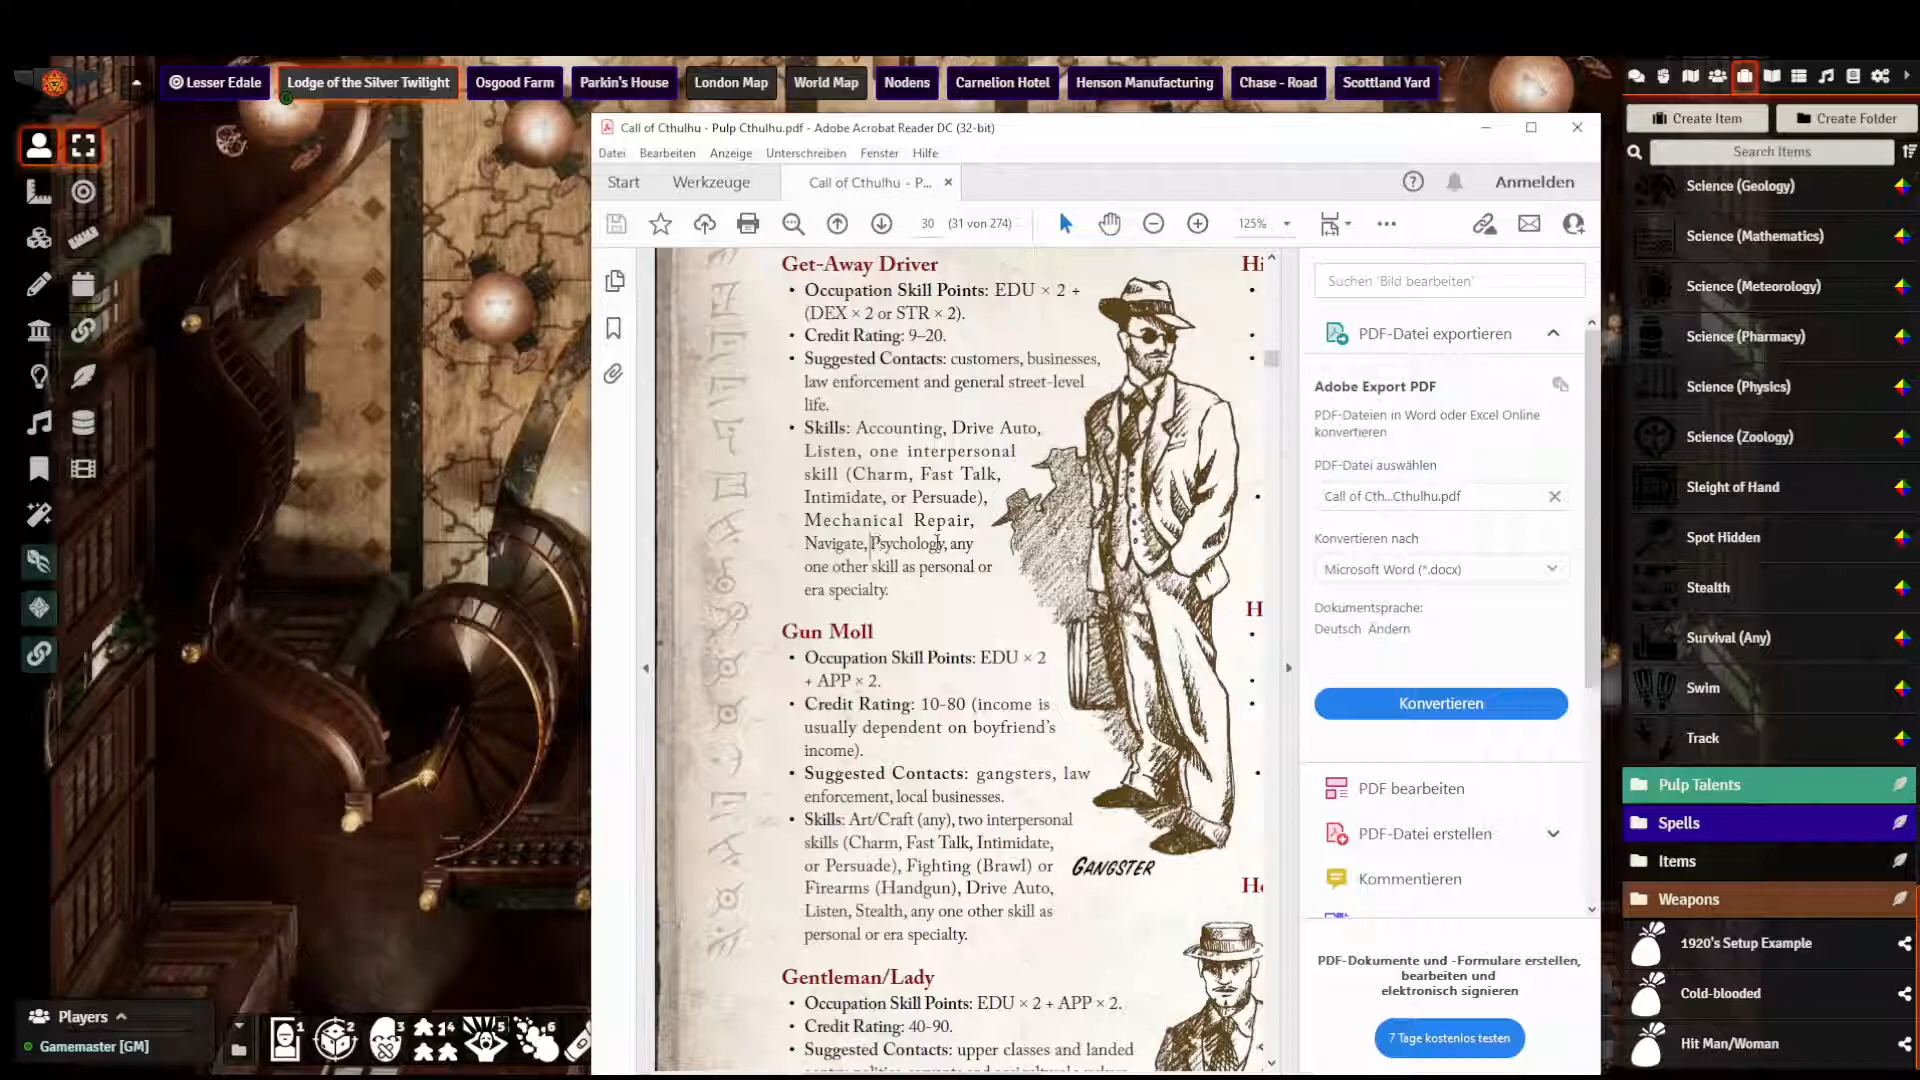 Lesser Edale
Lodge of the Silver Twilight
Osgood Farm
Parkin's House
London Map
World Map
Nodens
Carnelion Hotel
Henson Manufacturing
Chase - Road
Scottland Yard
Call of Cthulhu - Pulp Cthulhu.pdf - Adobe Acrobat Reader DC (32-bit)
Datei Bearbeiten Anzeige Unterschreiben Fenster Hilfe
Start
Werkzeuge
Call of Cthulhu - P...
Anmelden
30 (31 von 274)
125%
Get-Away Driver
• Occupation Skill Points: EDU × 2 +
(DEX × 2 or STR × 2).
• Credit Rating: 9–20.
• Suggested Contacts: customers, businesses,
law enforcement and general street-level
life.
• Skills: Accounting, Drive Auto,
Listen, one interpersonal
skill (Charm, Fast Talk,
Intimidate, or Persuade),
Mechanical Repair,
Navigate, Psychology, any
one other skill as personal or
era specialty.
Gun Moll
• Occupation Skill Points: EDU × 2
+ APP × 2.
• Credit Rating: 10-80 (income is
usually dependent on boyfriend's
income).
• Suggested Contacts: gangsters, law
enforcement, local businesses.
• Skills: Art/Craft (any), two interpersonal
skills (Charm, Fast Talk, Intimidate,
or Persuade), Fighting (Brawl) or
Firearms (Handgun), Drive Auto,
Listen, Stealth, any one other skill as
personal or era specialty.
GANGSTER
Gentleman/Lady
• Occupation Skill Points: EDU × 2 + APP × 2.
• Credit Rating: 40-90.
• Suggested Contacts: upper classes and landed
Suchen 'Bild bearbeiten'
PDF-Datei exportieren
Adobe Export PDF
PDF-Dateien in Word oder Excel Online
konvertieren
PDF-Datei auswählen
Call of Cth...Cthulhu.pdf
Konvertieren nach
Microsoft Word (*.docx)
Dokumentsprache:
Deutsch Ändern
Konvertieren
PDF bearbeiten
PDF-Datei erstellen
Kommentieren
PDF-Dokumente und -Formulare erstellen,
bearbeiten und
elektronisch signieren
7 Tage kostenlos testen
Create Item
Create Folder
Search Items
Science (Geology)
Science (Mathematics)
Science (Meteorology)
Science (Pharmacy)
Science (Physics)
Science (Zoology)
Sleight of Hand
Spot Hidden
Stealth
Survival (Any)
Swim
Track
Pulp Talents
Spells
Items
Weapons
1920's Setup Example
Cold-blooded
Hit Man/Woman
Players
Gamemaster [GM]
1 2 3 4 5 6